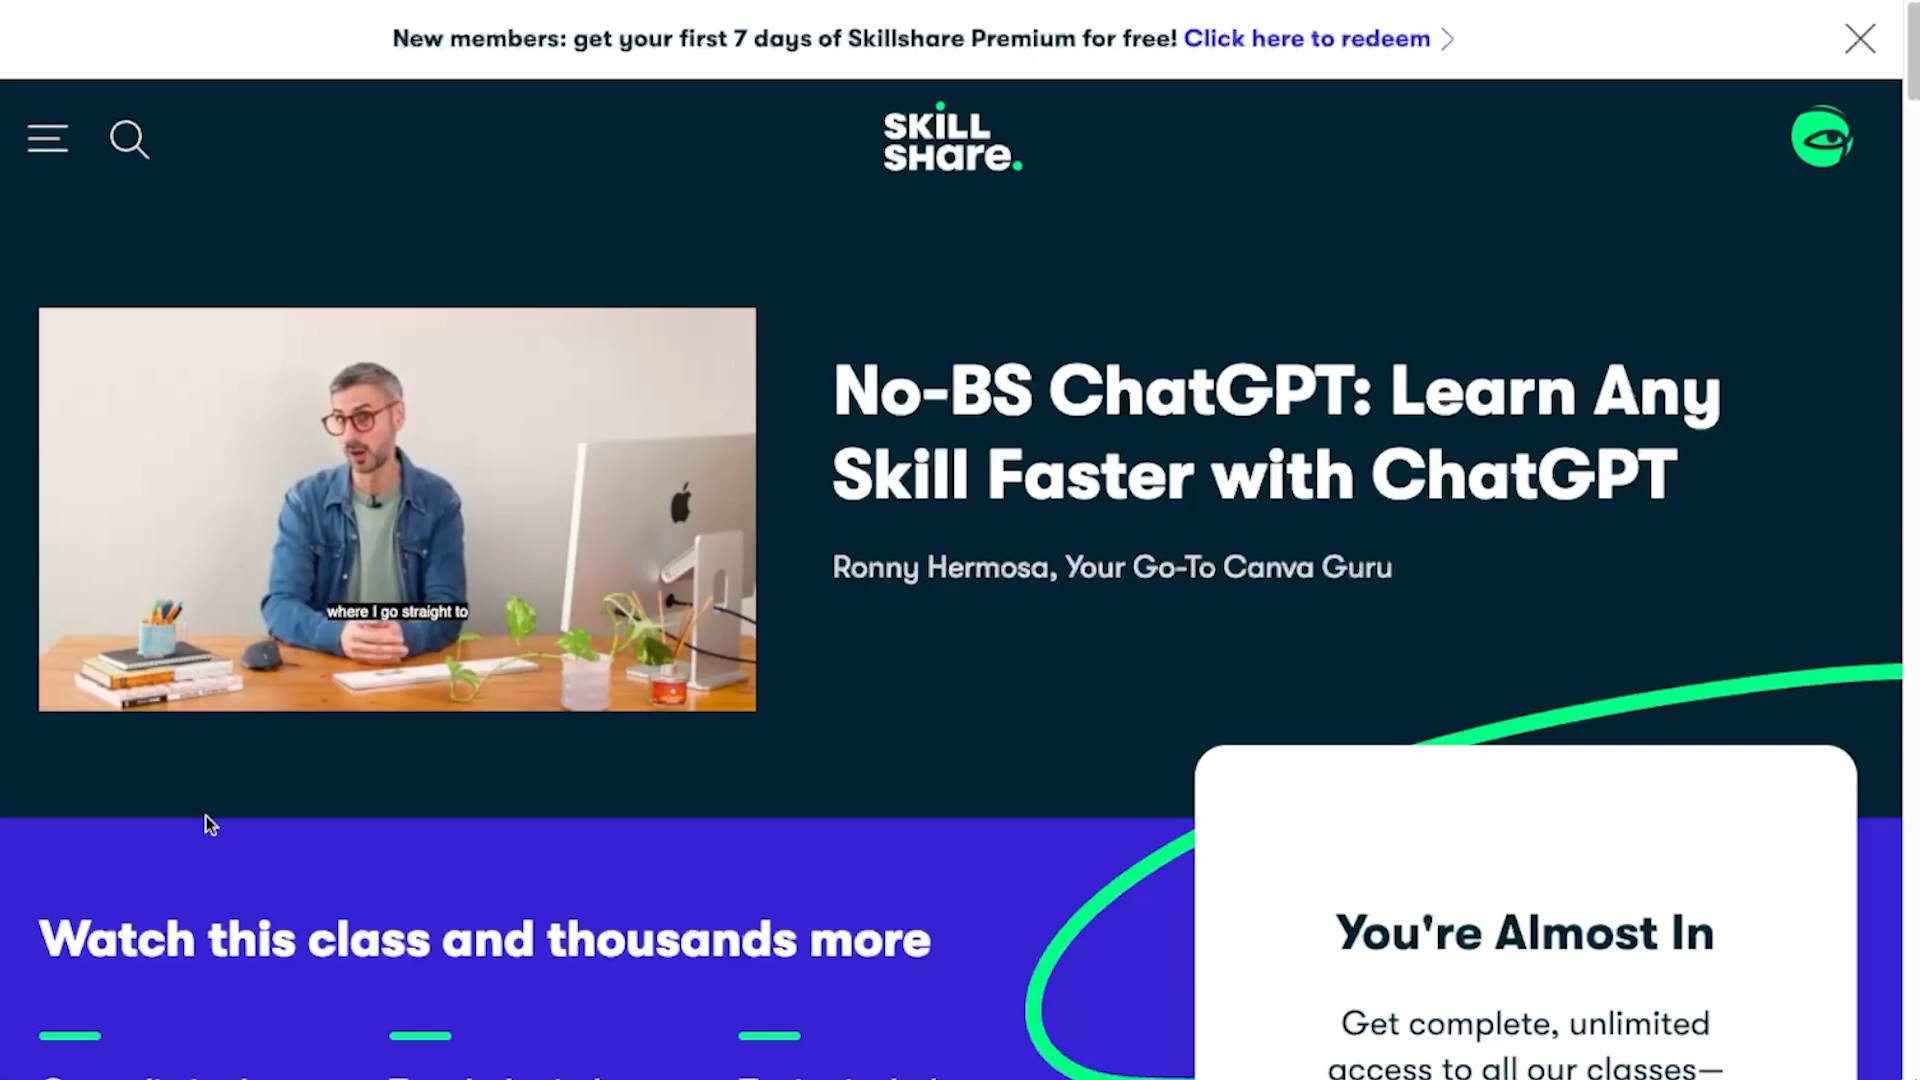 New members: get your first 7 days of Skillshare Premium for free! Click here to redeem
SKILL
SHare.
No-BS ChatGPT: Learn Any
Skill Faster with ChatGPT
Ronny Hermosa, Your Go-To Canva Guru
where I go straight to
Watch this class and thousands more
You're Almost In
Get complete, unlimited
access to all our classes—